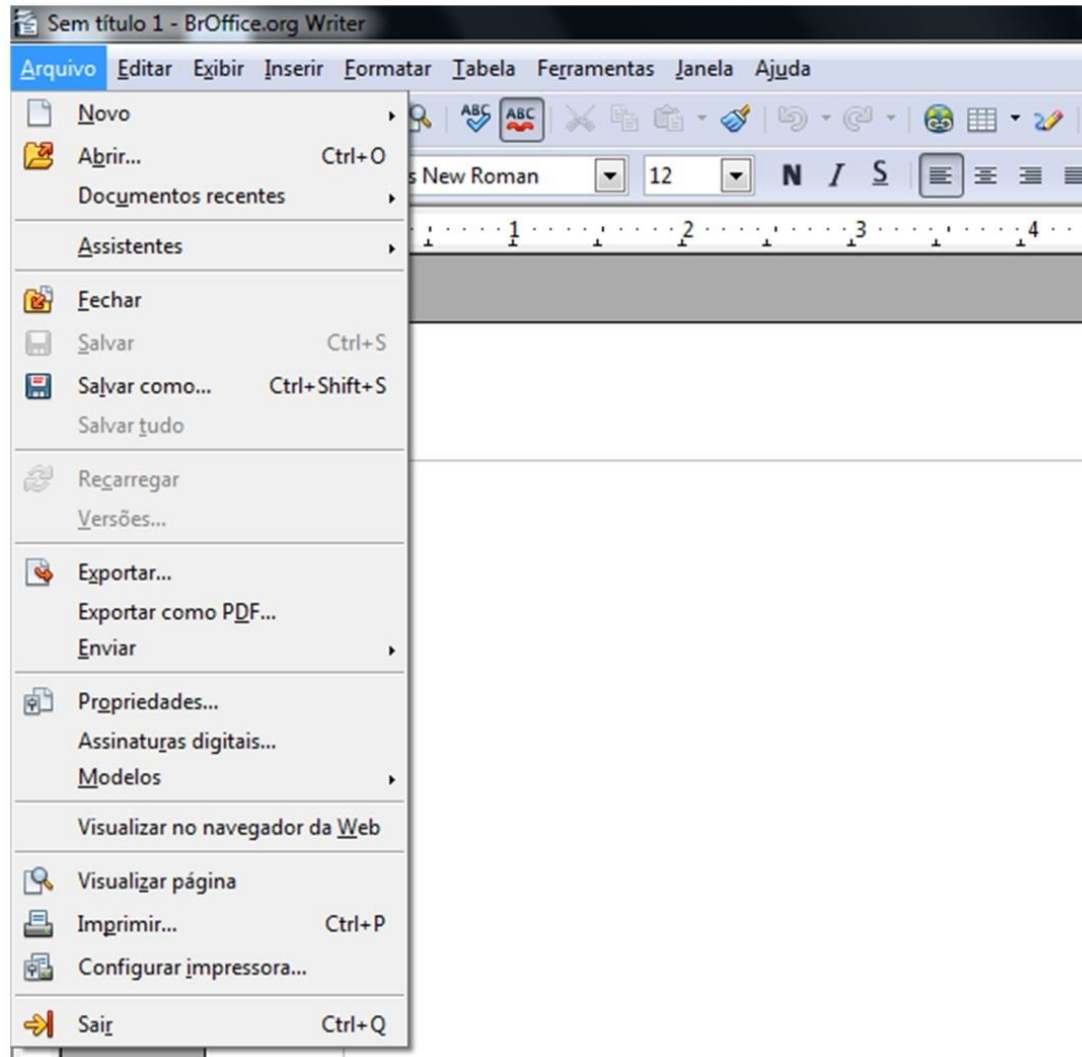 Sem título 1 - BrOffice.org Writer
Arquivo Editar Exibir Inserir Formatar Tabela Ferramentas Janela Ajuda
Novo
ABC ABC
Abrir... Ctrl+O
s New Roman 12 N I S
Documentos recentes
Assistentes
1 2 3 4
Fechar
Salvar Ctrl+S
Salvar como... Ctrl+Shift+S
Salvar tudo
Recarregar
Versões...
Exportar...
Exportar como PDF...
Enviar
Propriedades...
Assinaturas digitais...
Modelos
Visualizar no navegador da Web
Visualizar página
Imprimir... Ctrl+P
Configurar impressora...
Sair Ctrl+Q